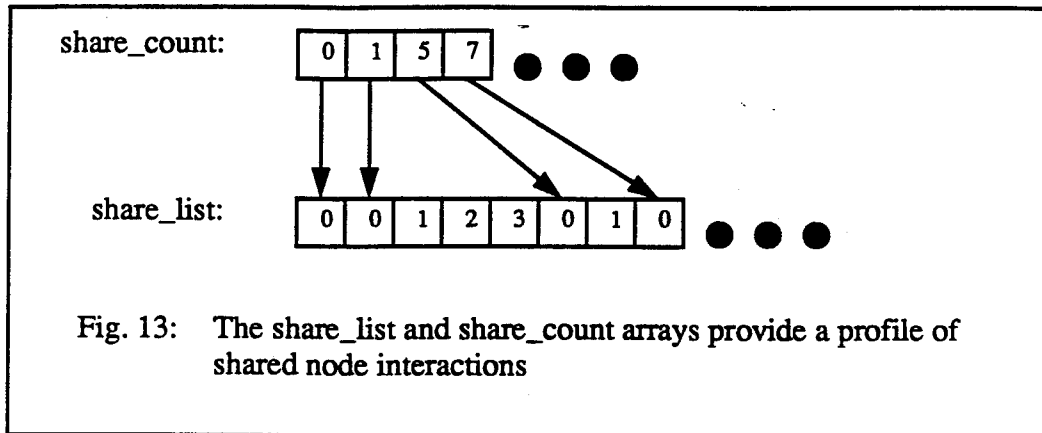 share_count: 0 1 5 7
share_list: 0 0 1 2 3 0 1 0
Fig. 13: The share_list and share_count arrays provide a profile of
shared node interactions